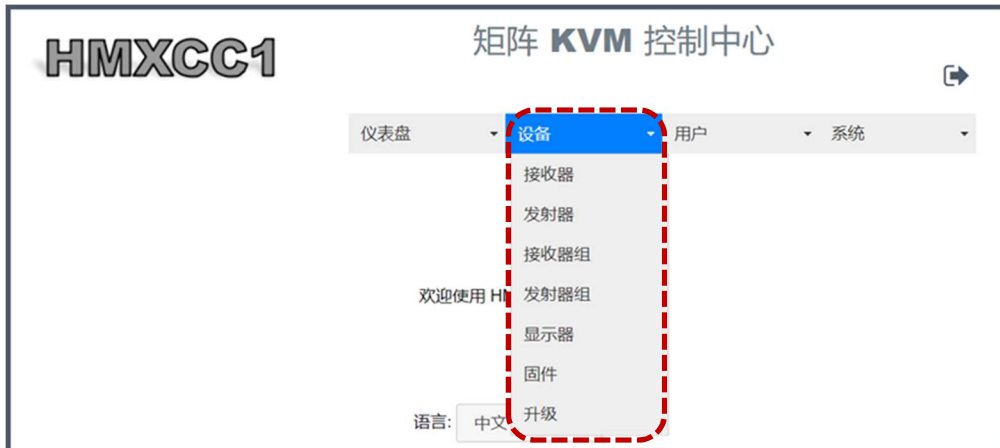 HMXCC1
矩阵 KVM 控制中心
仪表盘 设备 用户 系统
接收器
发射器
接收器组
欢迎使用 HM 发射器组
显示器
固件
语言: 中文 升级